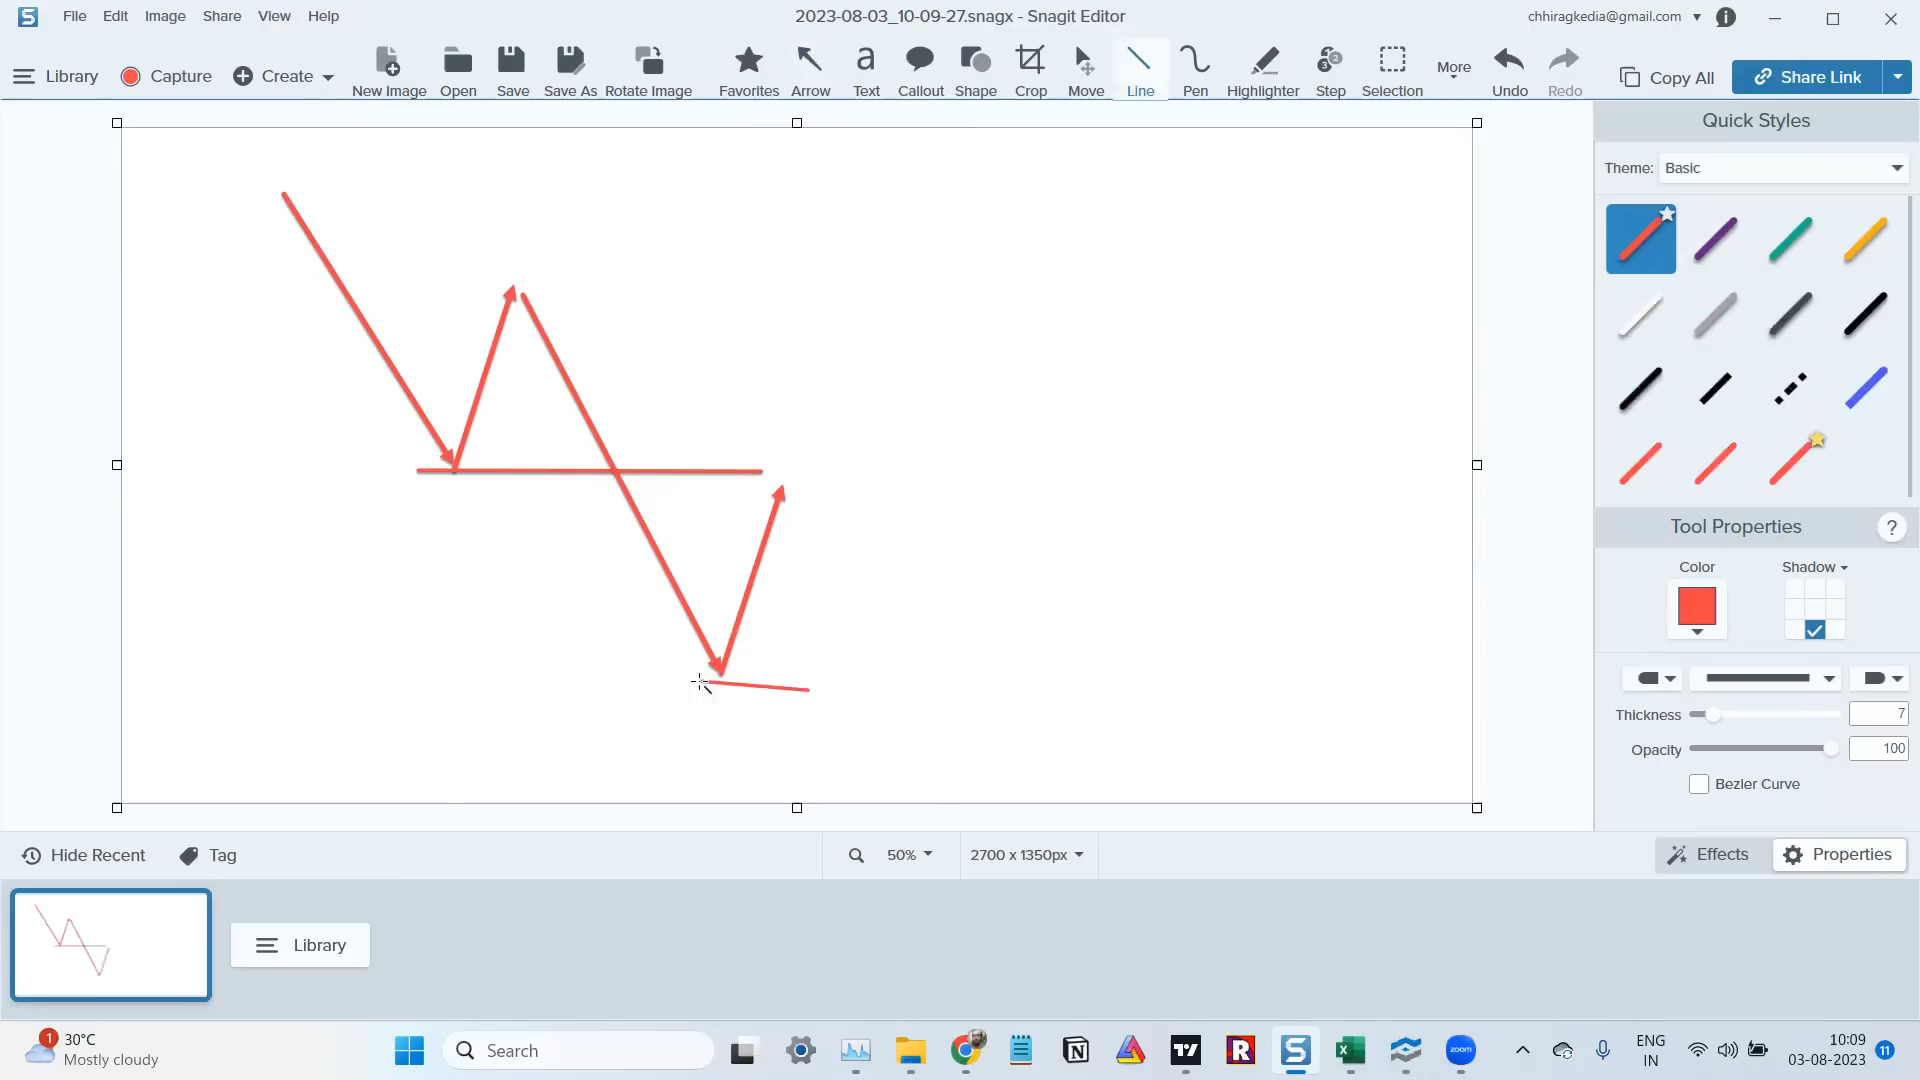 S File Edit Image Share View Help
2023-08-03_10-09-27.snagx - Snagit Editor
chhiragkedia@gmail.com
Library Capture Create
New Image Open Save Save As Rotate Image Favorites Arrow Text Callout Shape Crop Move Line Pen Highlighter Step Selection More Undo Redo
Copy All Share Link
Quick Styles
Theme: Basic
Tool Properties ?
Color Shadow
Thickness 7
Opacity 100
Bezier Curve
Hide Recent Tag
50% 2700 x 1350px
Effects Properties
Library
1 30°C
Mostly cloudy
Search
zoom
ENG
IN
10:09
03-08-2023
11